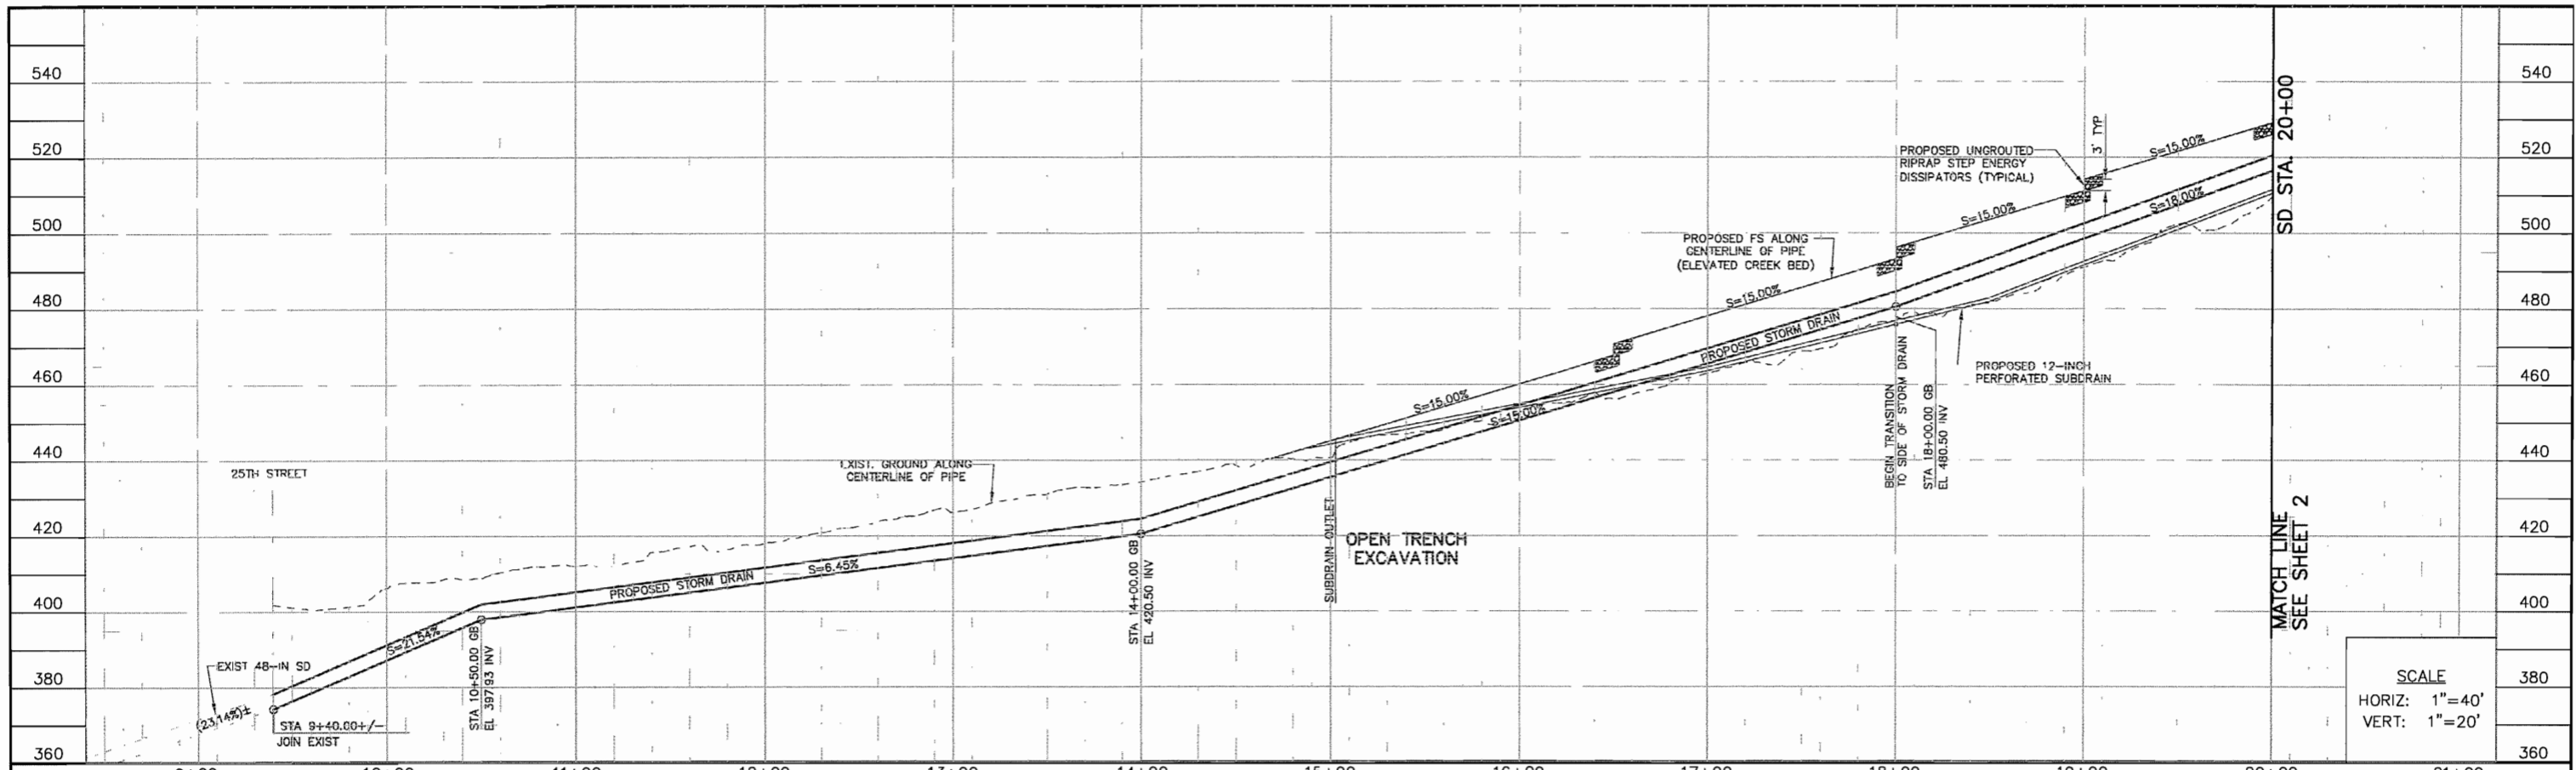 540
520
500
480
460
440
420
400
380
360
25TH STREET
EXIST 48-IN SD
(23.14%)±
STA 9+40.00+/-
JOIN EXIST
S=21.54%
STA 10+50.00 GB
EL 397.93 INV
PROPOSED STORM DRAIN
S=6.45%
EXIST. GROUND ALONG
CENTERLINE OF PIPE
STA 14+00.00 GB
EL 420.50 INV
SUBDRAIN OUTLET
OPEN TRENCH
EXCAVATION
S=15.00%
S=15.00%
PROPOSED STORM DRAIN
PROPOSED FS ALONG
CENTERLINE OF PIPE
(ELEVATED CREEK BED)
S=15.00%
BEGIN TRANSITION
TO SIDE OF STORM DRAIN
STA 18+00.00 GB
EL 480.50 INV
PROPOSED 12-INCH
PERFORATED SUBDRAIN
PROPOSED UNGROUTED
RIPRAP STEP ENERGY
DISSIPATORS (TYPICAL)
3' TYP
S=15.00%
S=15.00%
S=18.00%
SD STA. 20+00
MATCH LINE
SEE SHEET 2
540
520
500
480
460
440
420
400
380
360
SCALE
HORIZ: 1"=40'
VERT: 1"=20'